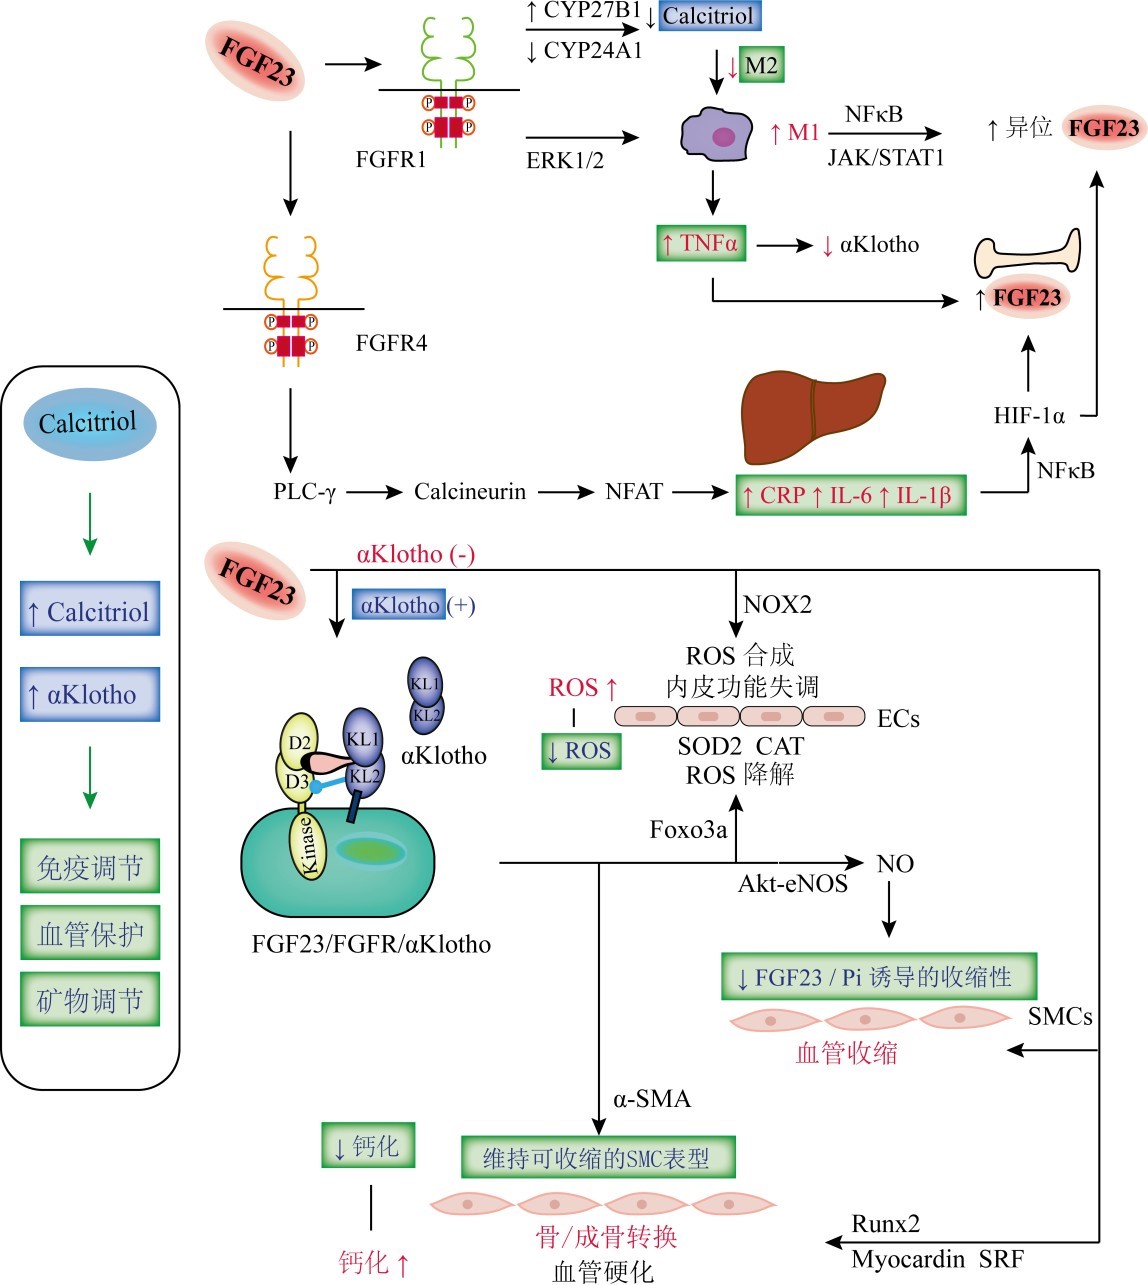 FGF23
↑ CYP27B1
↓ CYP24A1
↓ Calcitriol
↓ M2
P P
P P
FGFR1
ERK1/2
↑ M1
NFκB
JAK/STAT1
↑ 异位 FGF23
↑ TNFα
↓ αKlotho
↑ FGF23
P P
P P
FGFR4
HIF-1α
NFκB
PLC-γ
Calcineurin
NFAT
↑ CRP ↑ IL-6 ↑ IL-1β
Calcitriol
↑ Calcitriol
↑ αKlotho
免疫调节
血管保护
矿物调节
FGF23
αKlotho (-)
αKlotho (+)
KL1
KL2
αKlotho
D2
D3
KL1
KL2
Kinase
FGF23/FGFR/αKlotho
NOX2
ROS 合成
内皮功能失调
ROS ↑
↓ ROS
ECs
SOD2 CAT
ROS 降解
Foxo3a
Akt-eNOS
NO
↓ FGF23 / Pi 诱导的收缩性
SMCs
血管收缩
α-SMA
↓ 钙化
钙化 ↑
维持可收缩的SMC表型
骨/成骨转换
血管硬化
Runx2
Myocardin SRF